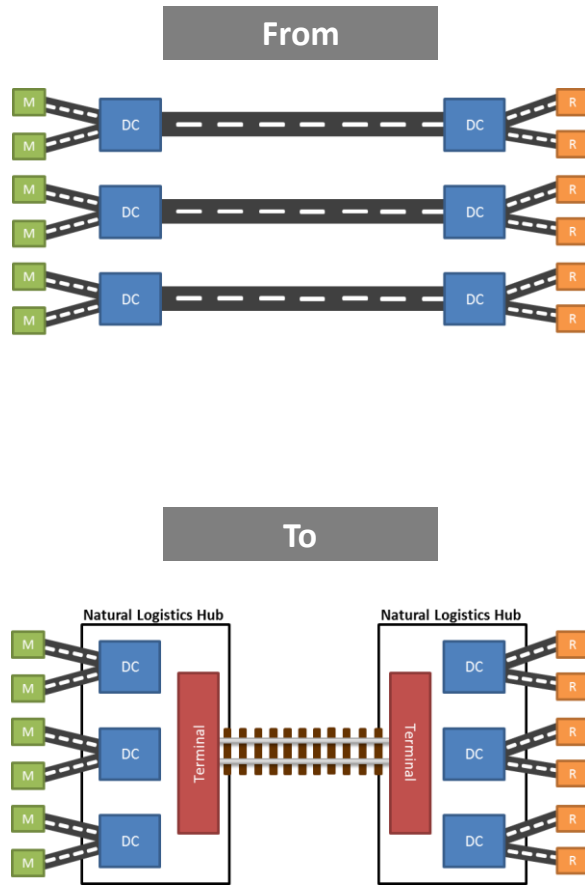 From
M DC DC R
M R
M DC DC R
M R
M DC DC R
M R
To
Natural Logistics Hub Natural Logistics Hub
M DC DC R
M R
M DC Terminal Terminal DC R
M R
M DC DC R
M R